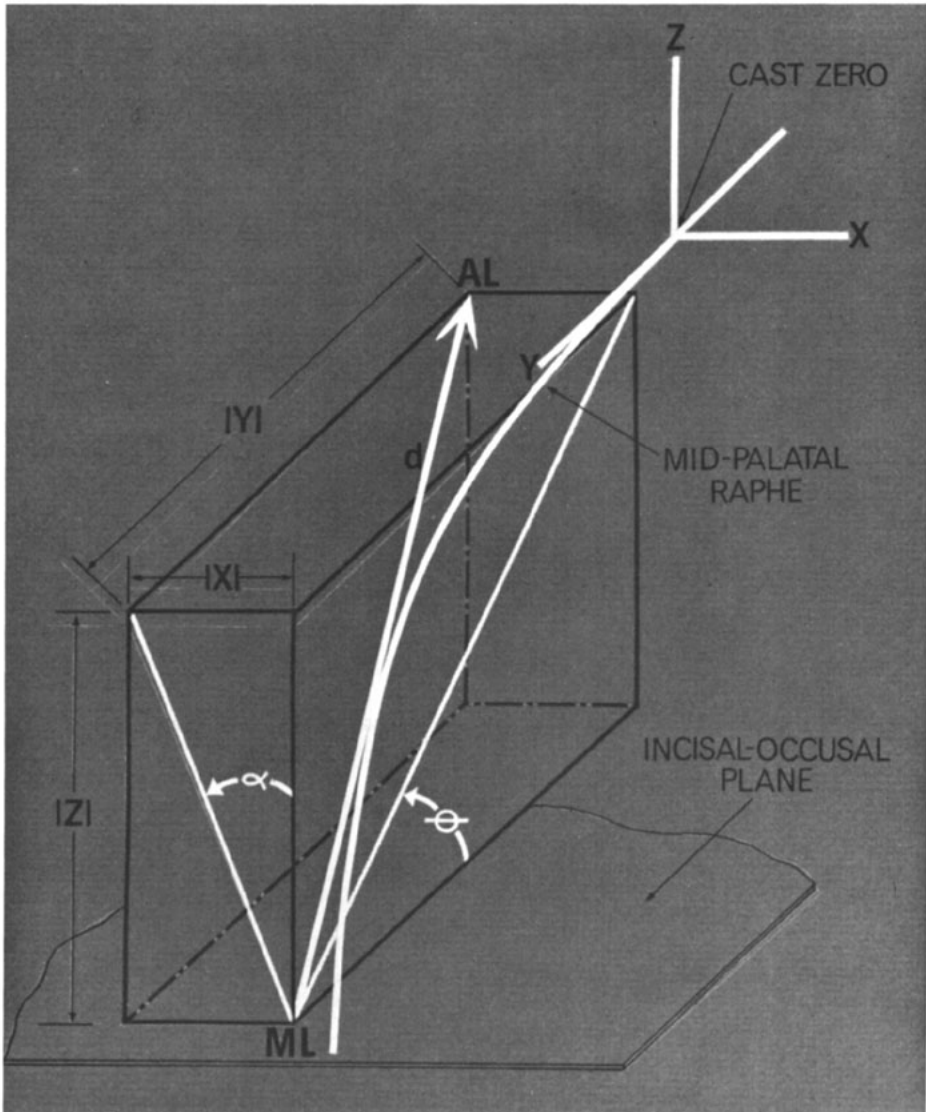 Z
CAST ZERO
X
AL
Y
|Y|
d
MID-PALATAL
RAPHE
|X|
INCISAL-OCCUSAL
PLANE
|Z|
α
ϕ
ML